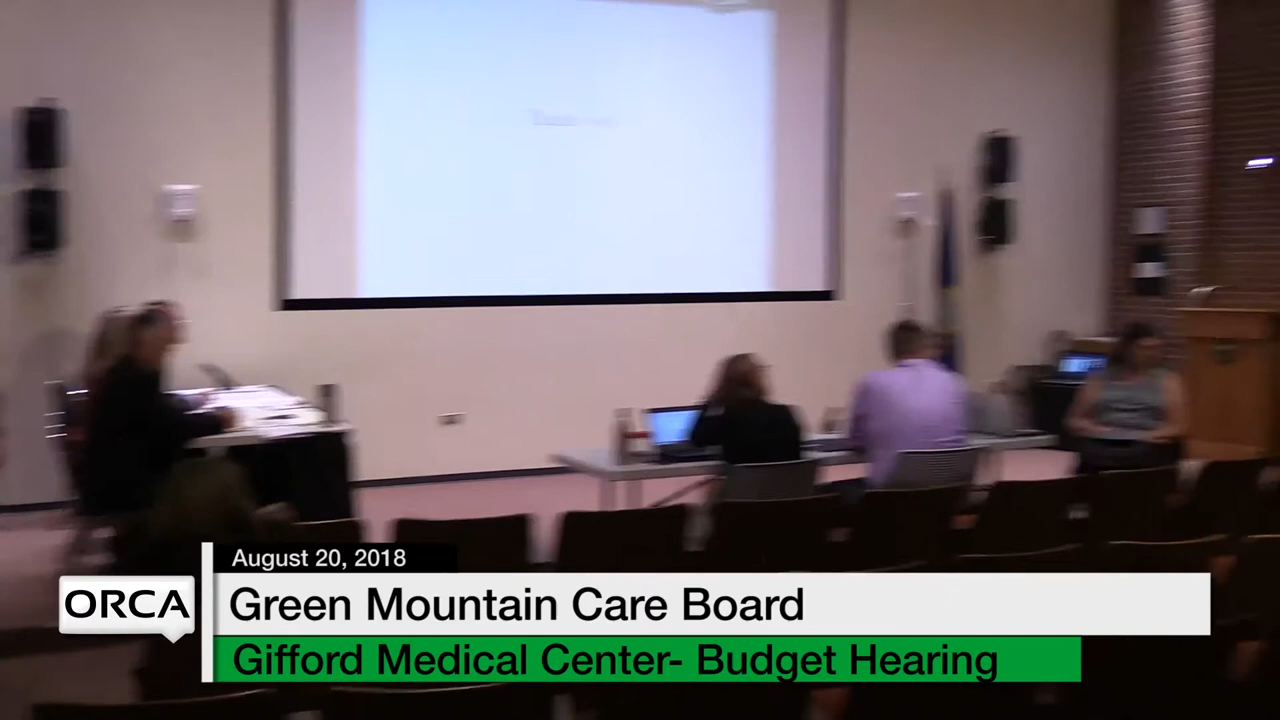 August 20, 2018
ORCA
Green Mountain Care Board
Gifford Medical Center- Budget Hearing